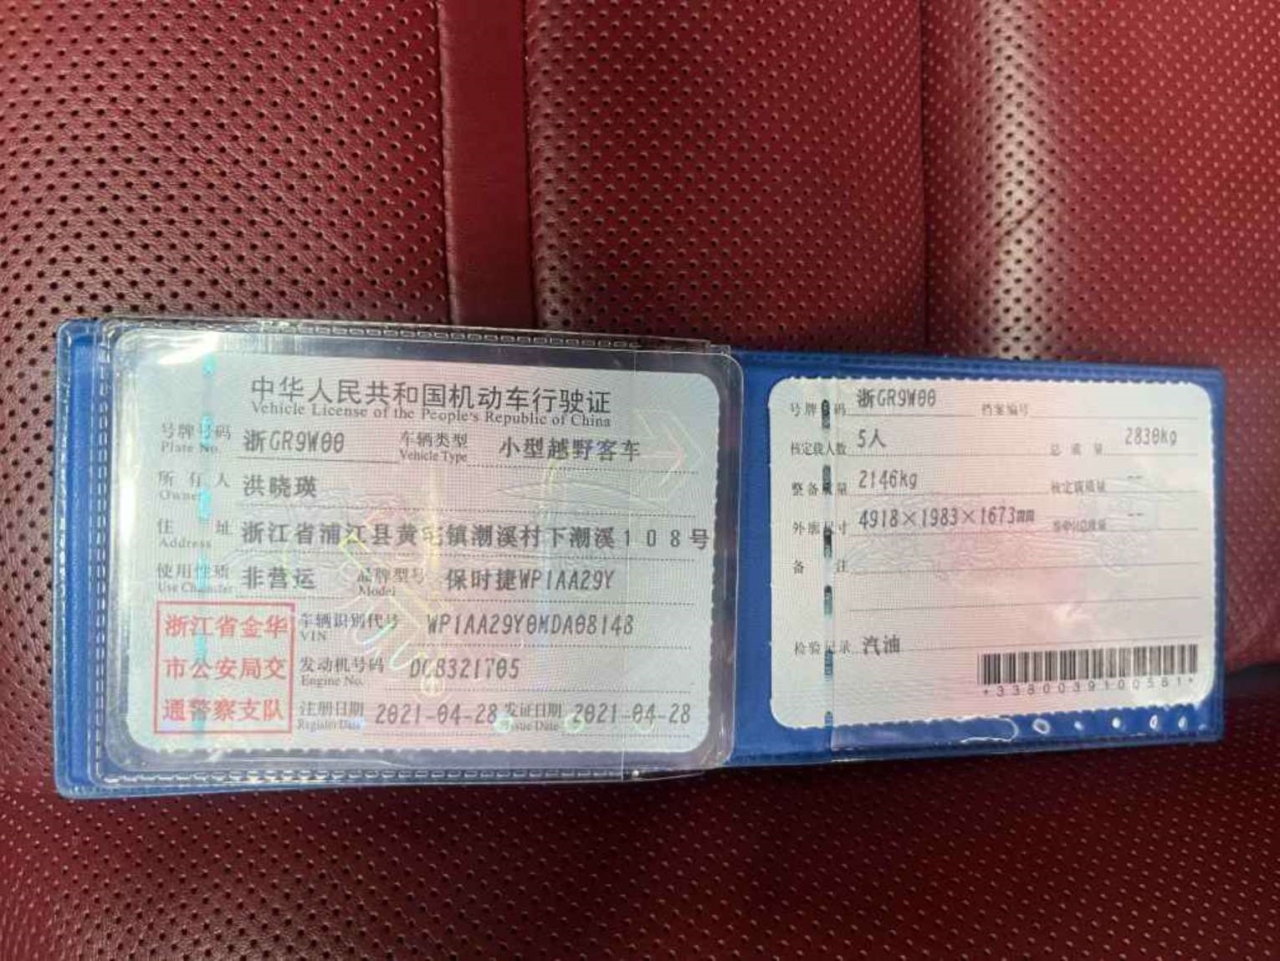 中华人民共和国机动车行驶证
Vehicle License of the People's Republic of China
号牌号码 浙GR9W00 车辆类型 小型越野客车
Plate No. Vehicle Type
所有人 洪晓瑛
Owner
住址 浙江省浦江县黄宅镇潮溪村下潮溪108号
Address
使用性质 非营运 品牌型号 保时捷WP1AA29Y
Use Character Model
浙江省金华
市公安局交
通警察支队
车辆识别代号 WP1AA29Y0MDA08148
VIN
发动机号码 DCB321705
Engine No.
注册日期 2021-04-28 发证日期 2021-04-28
Register Date Issue Date
号牌号码 浙GR9W00 档案编号
核定载人数 5人 总质量 2830kg
整备质量 2146kg 核定载质量 --
外廓尺寸 4918×1983×1673mm --
备注
检验记录 汽油
+3380039100581+